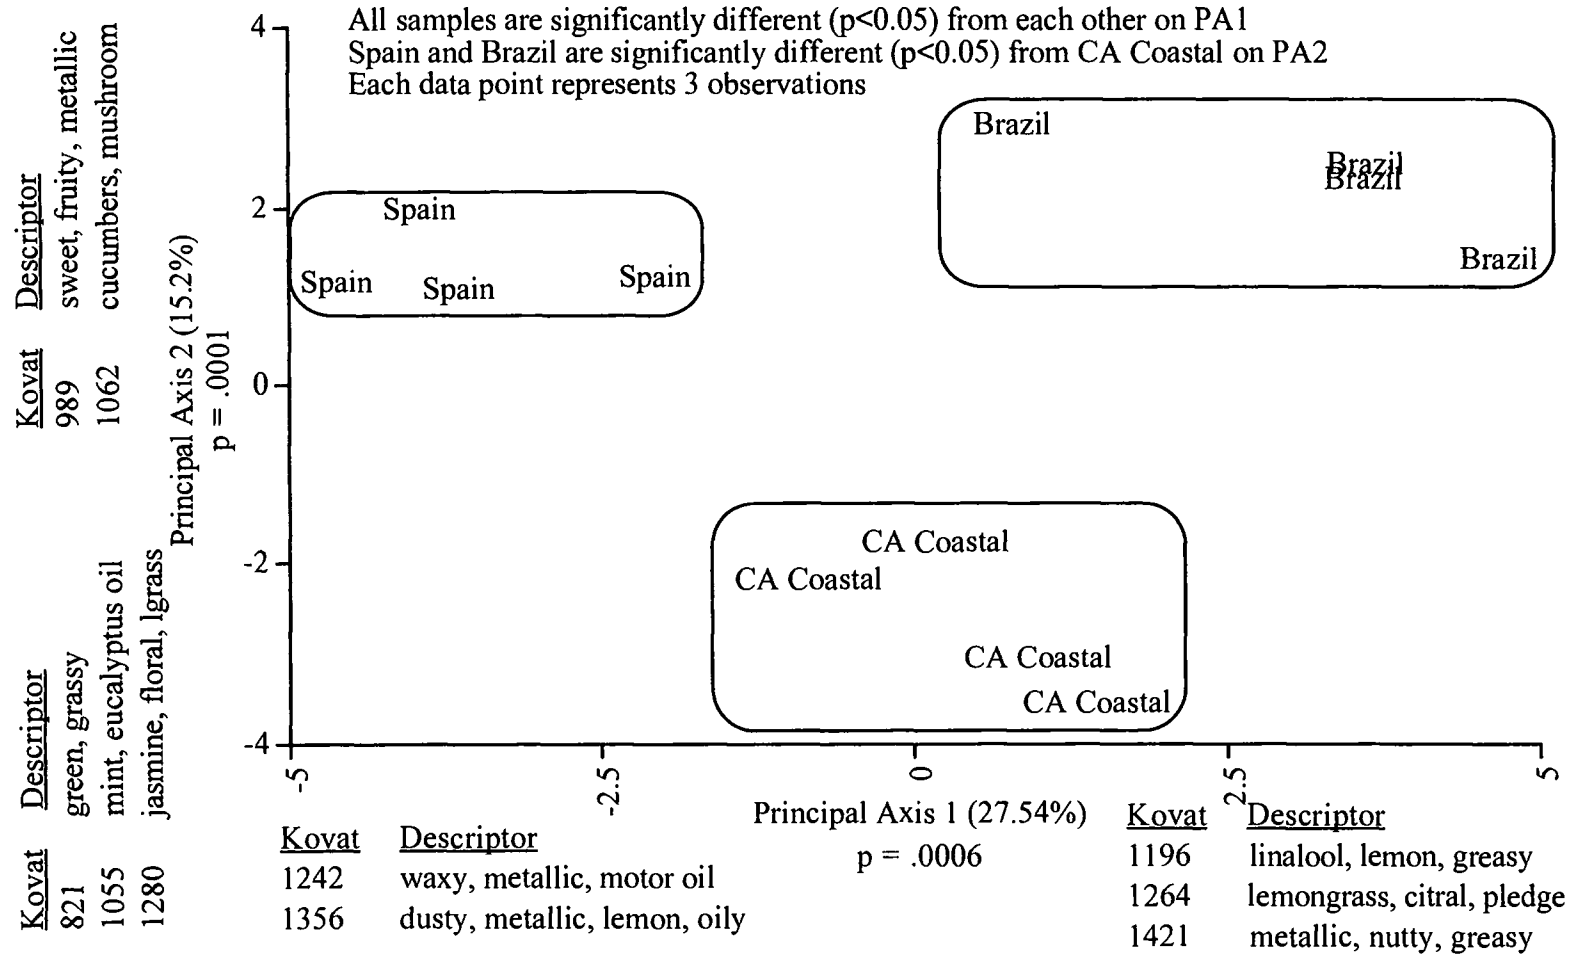 All samples are significantly different (p<0.05) from each other on PA1
Spain and Brazil are significantly different (p<0.05) from CA Coastal on PA2
Each data point represents 3 observations
Kovat Descriptor
989 sweet, fruity, metallic
1062 cucumbers, mushroom
Kovat Descriptor
821 green, grassy
1055 mint, eucalyptus oil
1280 jasmine, floral, lgrass
Principal Axis 2 (15.2%)
p = .0001
4
2
0
-2
-4
Brazil
Brazil
Brazil
Brazil
Spain
Spain
Spain
Spain
CA Coastal
CA Coastal
CA Coastal
CA Coastal
-5
-2.5
0
2.5
5
Principal Axis 1 (27.54%)
p = .0006
Kovat Descriptor
1242 waxy, metallic, motor oil
1356 dusty, metallic, lemon, oily
Kovat Descriptor
1196 linalool, lemon, greasy
1264 lemongrass, citral, pledge
1421 metallic, nutty, greasy